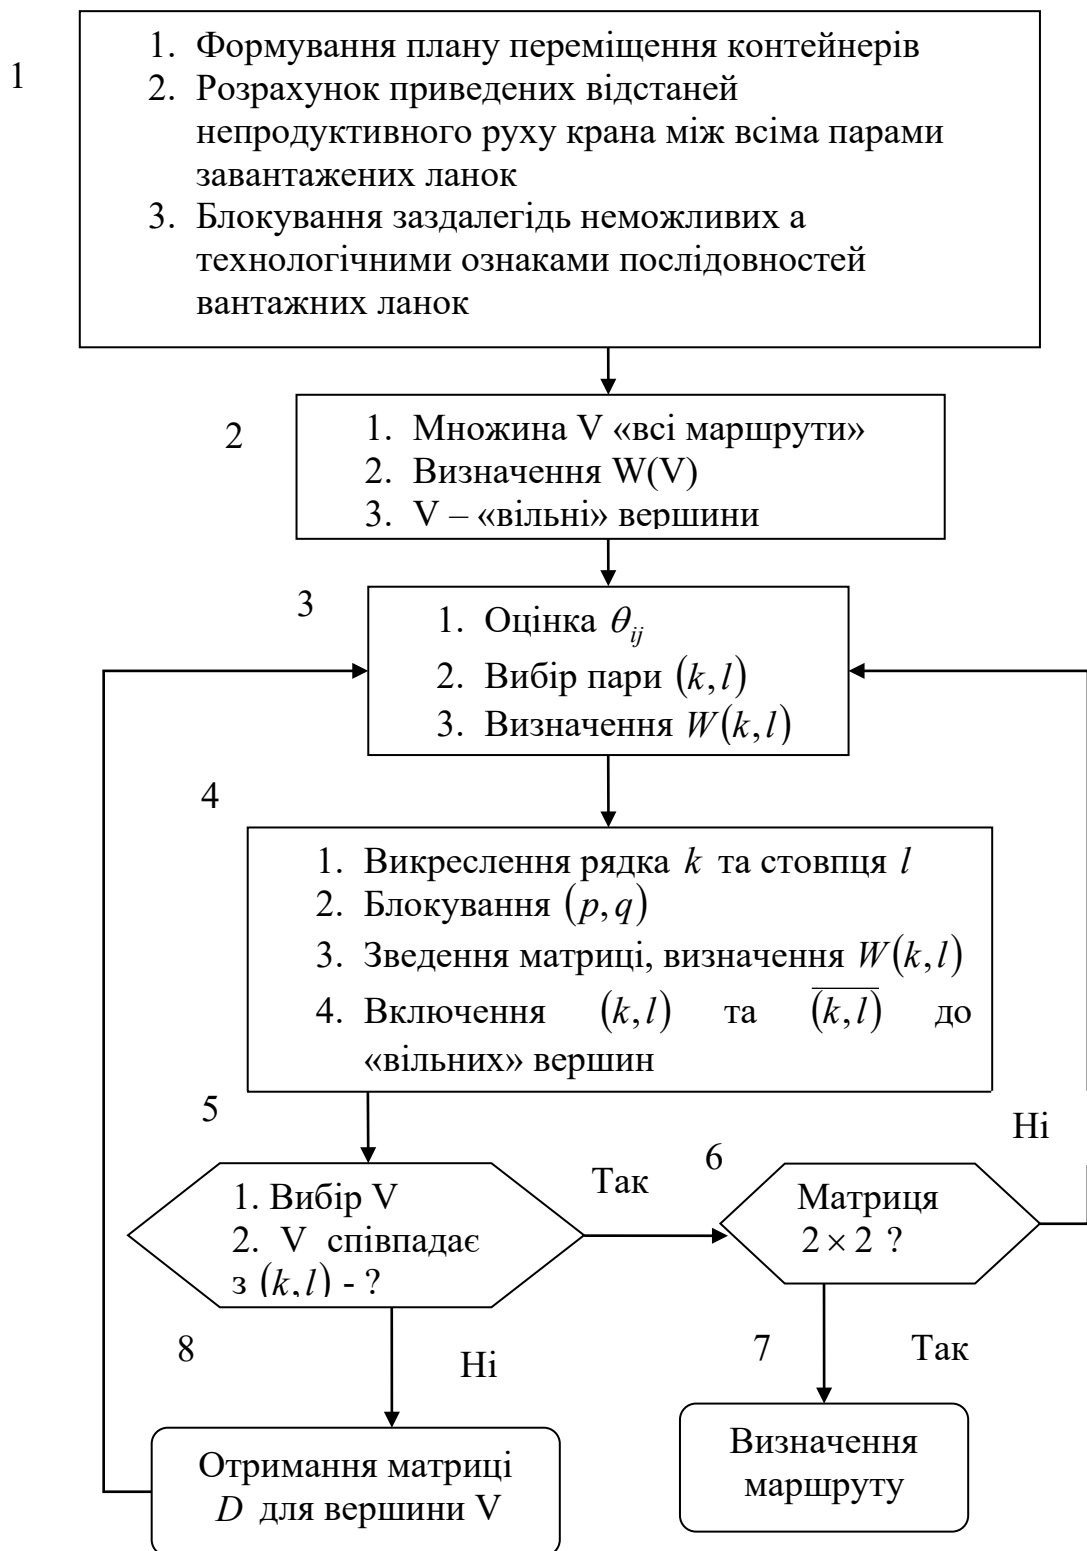 1
1. Формування плану переміщення контейнерів
2. Розрахунок приведених відстаней
непродуктивного руху крана між всіма парами
завантажених ланок
3. Блокування заздалегідь неможливих а
технологічними ознаками послідовностей
вантажних ланок
2
1. Множина V «всі маршрути»
2. Визначення W(V)
3. V – «вільні» вершини
3
1. Оцінка θij
2. Вибір пари (k, l)
3. Визначення W(k, l)
4
1. Викреслення рядка k та стовпця l
2. Блокування (p, q)
3. Зведення матриці, визначення W(k, l)
4. Включення (k, l) та (k, l)̅ до
«вільних» вершин
5
1. Вибір V
2. V співпадає
з (k, l) - ?
Так
6
Матриця
2 × 2 ?
Ні
8
Ні
7
Так
Отримання матриці
D для вершини V
Визначення
маршруту